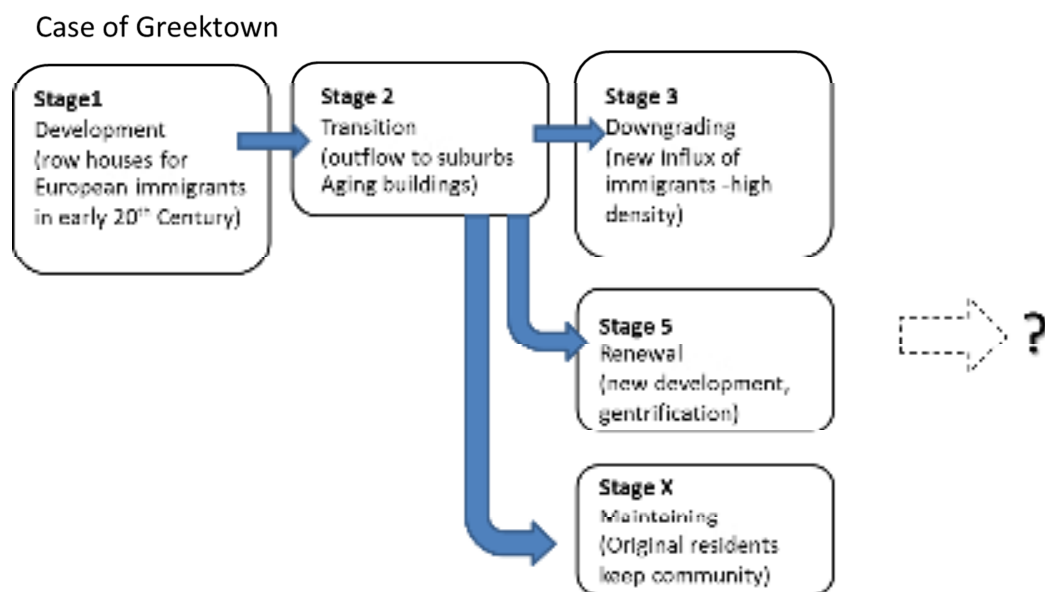 Case of Greektown
Stage1
Development
(row houses for
European immigrants
in early 20th Century)
Stage 2
Transition
(outflow to suburbs
Aging buildings)
Stage 3
Downgrading
(new influx of
immigrants -high
density)
Stage 5
Renewal
(new development,
gentrification)
?
Stage X
Maintaining
(Original residents
keep community)